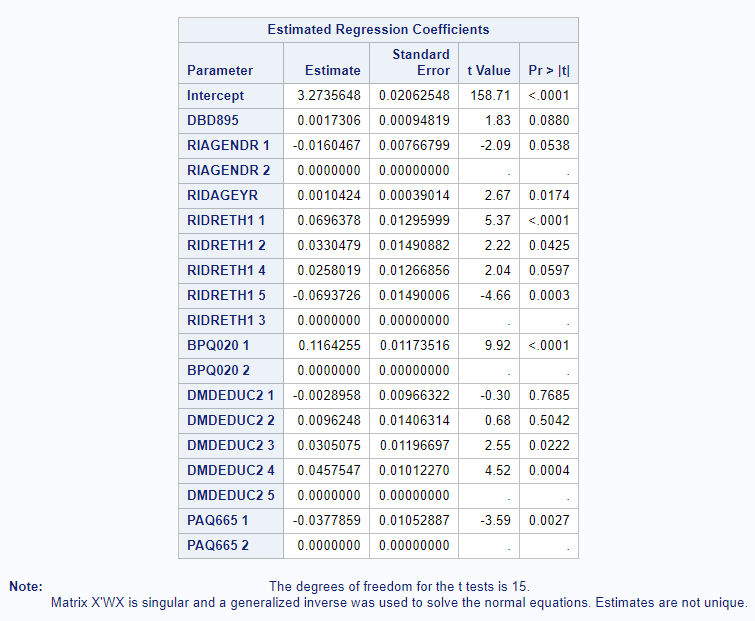 Estimated Regression Coefficients
Parameter Estimate Standard Error t Value Pr > |t|
Intercept 3.2735648 0.02062548 158.71 <.0001
DBD895 0.0017306 0.00094819 1.83 0.0880
RIAGENDR 1 -0.0160467 0.00766799 -2.09 0.0538
RIAGENDR 2 0.0000000 0.00000000 . .
RIDAGEYR 0.0010424 0.00039014 2.67 0.0174
RIDRETH1 1 0.0696378 0.01295999 5.37 <.0001
RIDRETH1 2 0.0330479 0.01490882 2.22 0.0425
RIDRETH1 4 0.0258019 0.01266856 2.04 0.0597
RIDRETH1 5 -0.0693726 0.01490006 -4.66 0.0003
RIDRETH1 3 0.0000000 0.00000000 . .
BPQ020 1 0.1164255 0.01173516 9.92 <.0001
BPQ020 2 0.0000000 0.00000000 . .
DMDEDUC2 1 -0.0028958 0.00966322 -0.30 0.7685
DMDEDUC2 2 0.0096248 0.01406314 0.68 0.5042
DMDEDUC2 3 0.0305075 0.01196697 2.55 0.0222
DMDEDUC2 4 0.0457547 0.01012270 4.52 0.0004
DMDEDUC2 5 0.0000000 0.00000000 . .
PAQ665 1 -0.0377859 0.01052887 -3.59 0.0027
PAQ665 2 0.0000000 0.00000000 . .
Note: The degrees of freedom for the t tests is 15.
Matrix X'WX is singular and a generalized inverse was used to solve the normal equations. Estimates are not unique.